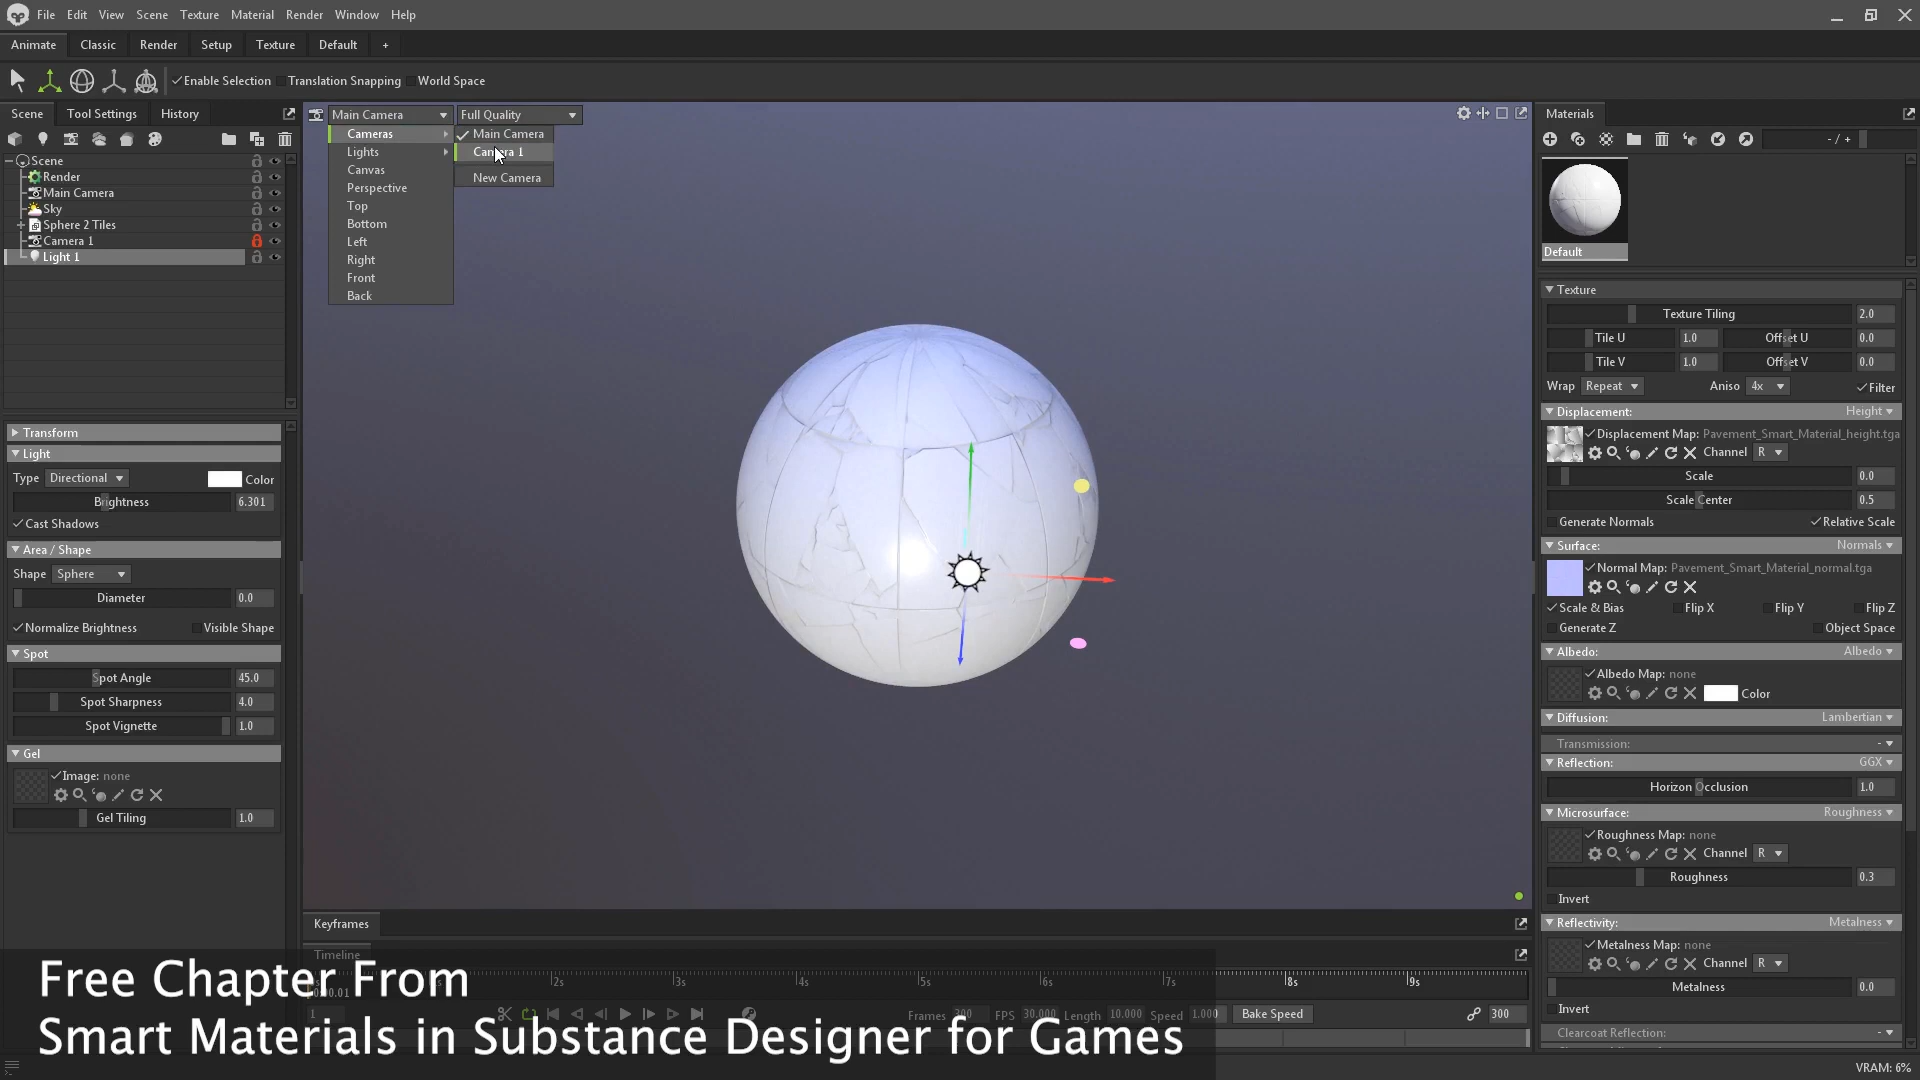 File Edit View Scene Texture Material Render Window Help
Animate Classic Render Setup Texture Default +
Enable Selection Translation Snapping World Space
Scene Tool Settings History
Scene
Render
Main Camera
Sky
Sphere 2 Tiles
Camera 1
Light 1
Transform
Light
Type Directional Color
Brightness 6.301
Cast Shadows
Area / Shape
Shape Sphere
Diameter 0.0
Normalize Brightness Visible Shape
Spot
Spot Angle 45.0
Spot Sharpness 4.0
Spot Vignette 1.0
Gel
Image: none
Gel Tiling 1.0
Main Camera Full Quality
Cameras
Lights
Canvas
Perspective
Top
Bottom
Left
Right
Front
Back
Main Camera
Camera 1
New Camera
Keyframes
Timeline
2s 3s 4s 5s 6s 7s 8s 9s
1 Frames 300 FPS 30.000 Length 10.000 Speed 1.000 Bake Speed 300
Free Chapter From
Smart Materials in Substance Designer for Games
Materials
- / +
Default
Texture
Texture Tiling 2.0
Tile U 1.0 Offset U 0.0
Tile V 1.0 Offset V 0.0
Wrap Repeat Aniso 4x Filter
Displacement: Height
Displacement Map: Pavement_Smart_Material_height.tga
Channel R
Scale 0.0
Scale Center 0.5
Generate Normals Relative Scale
Surface: Normals
Normal Map: Pavement_Smart_Material_normal.tga
Scale & Bias Flip X Flip Y Flip Z
Generate Z Object Space
Albedo: Albedo
Albedo Map: none
Color
Diffusion: Lambertian
Transmission: -
Reflection: GGX
Horizon Occlusion 1.0
Microsurface: Roughness
Roughness Map: none
Channel R
Roughness 0.3
Invert
Reflectivity: Metalness
Metalness Map: none
Channel R
Metalness 0.0
Invert
Clearcoat Reflection: -
VRAM: 6%